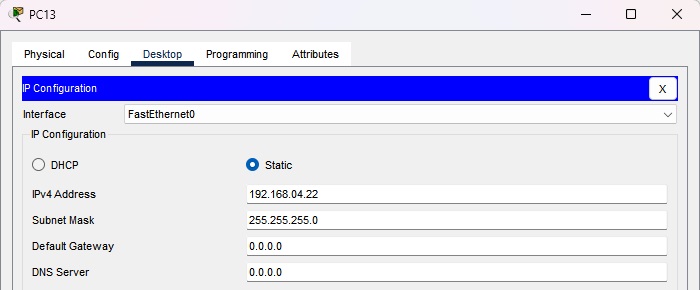 PC13
Physical Config Desktop Programming Attributes
IP Configuration X
Interface FastEthernet0
IP Configuration
DHCP Static
IPv4 Address 192.168.04.22
Subnet Mask 255.255.255.0
Default Gateway 0.0.0.0
DNS Server 0.0.0.0